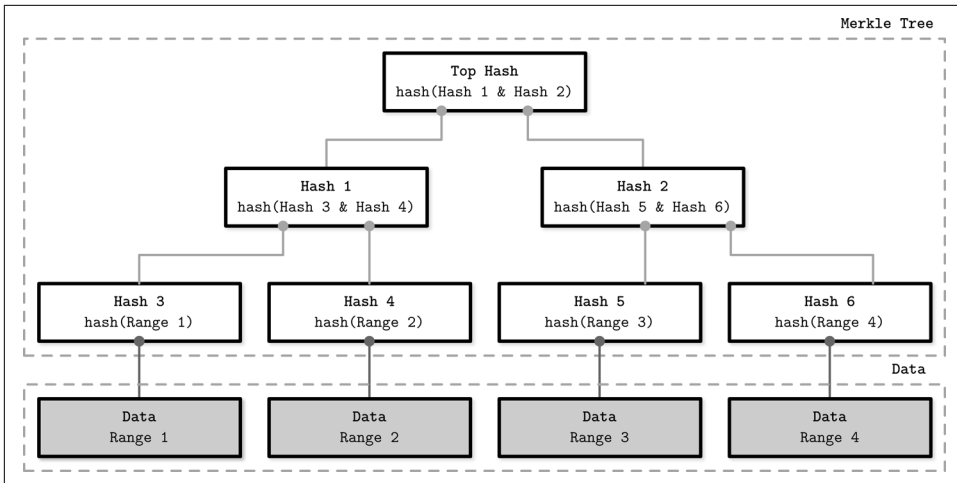 Merkle Tree
Top Hash
hash(Hash 1 & Hash 2)
Hash 1
hash(Hash 3 & Hash 4)
Hash 2
hash(Hash 5 & Hash 6)
Hash 3
hash(Range 1)
Hash 4
hash(Range 2)
Hash 5
hash(Range 3)
Hash 6
hash(Range 4)
Data
Data
Range 1
Data
Range 2
Data
Range 3
Data
Range 4